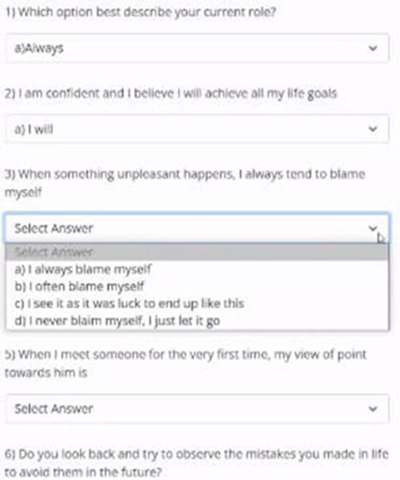 1) Which option best describe your current role?
a)Always
2) I am confident and I believe I will achieve all my life goals
a) I will
3) When something unpleasant happens, I always tend to blame
myself
Select Answer
Select Answer
a) I always blame myself
b) I often blame myself
c) I see it as it was luck to end up like this
d) I never blaim myself, I just let it go
5) When I meet someone for the very first time, my view of point
towards him is
Select Answer
6) Do you look back and try to observe the mistakes you made in life
to avoid them in the future?